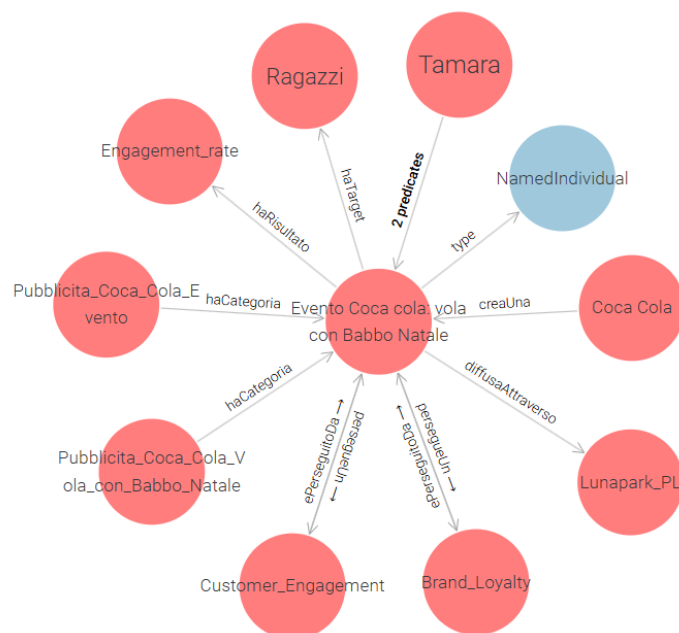 Tamara
Ragazzi
Engagement_rate
NamedIndividual
haTarget
2 predicates
haRisultato
type
Pubblicita_Coca_Cola_E
vento
haCategoria
Evento Coca cola: vola
con Babbo Natale
creaUna
Coca Cola
haCategoria
diffusaAttraverso
Pubblicita_Coca_Cola_V
ola_con_Babbo_Natale
ePerseguitoDa →
persegueUn →
persegueUn →
ePerseguitoDa →
Lunapark_PL
Customer_Engagement
Brand_Loyalty